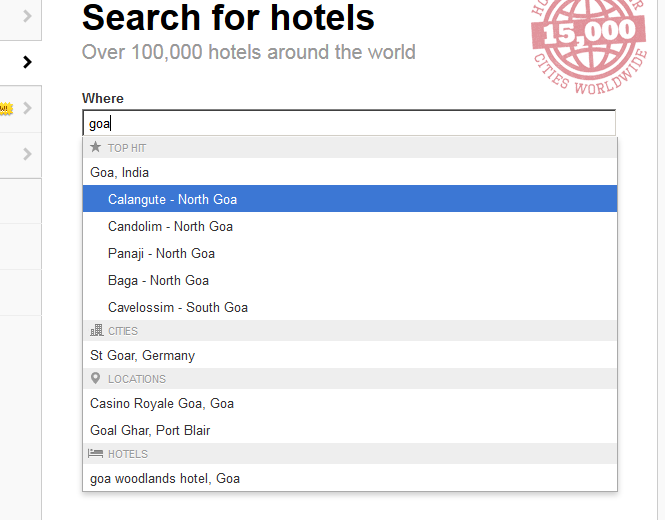 Search for hotels
Over 100,000 hotels around the world
15,000
CITIES WORLDWIDE
W!
Where
goa
TOP HIT
Goa, India
Calangute - North Goa
Candolim - North Goa
Panaji - North Goa
Baga - North Goa
Cavelossim - South Goa
CITIES
St Goar, Germany
LOCATIONS
Casino Royale Goa, Goa
Goal Ghar, Port Blair
HOTELS
goa woodlands hotel, Goa